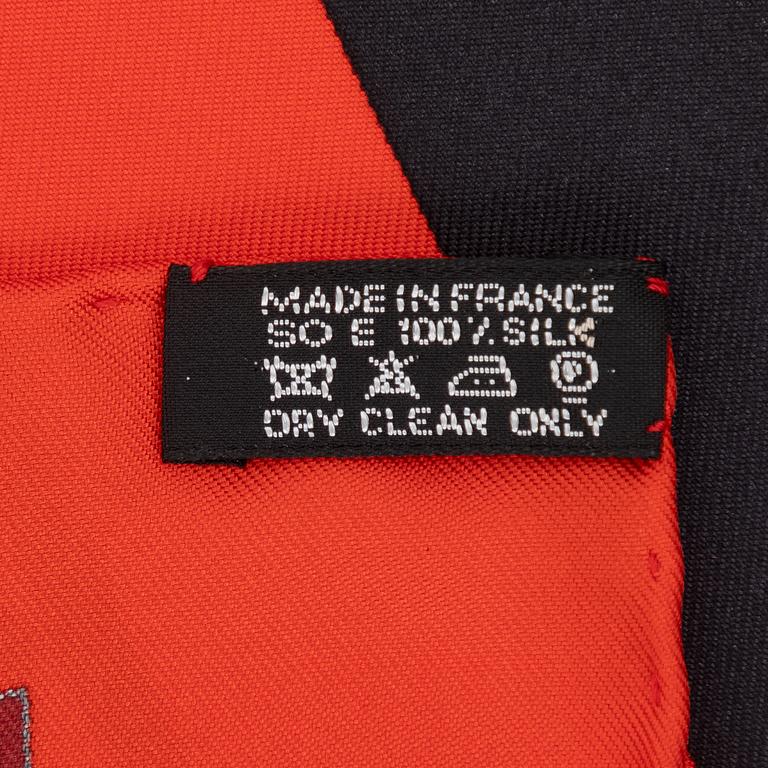 MADE IN FRANCE
SO E 100% SILK
DRY CLEAN ONLY